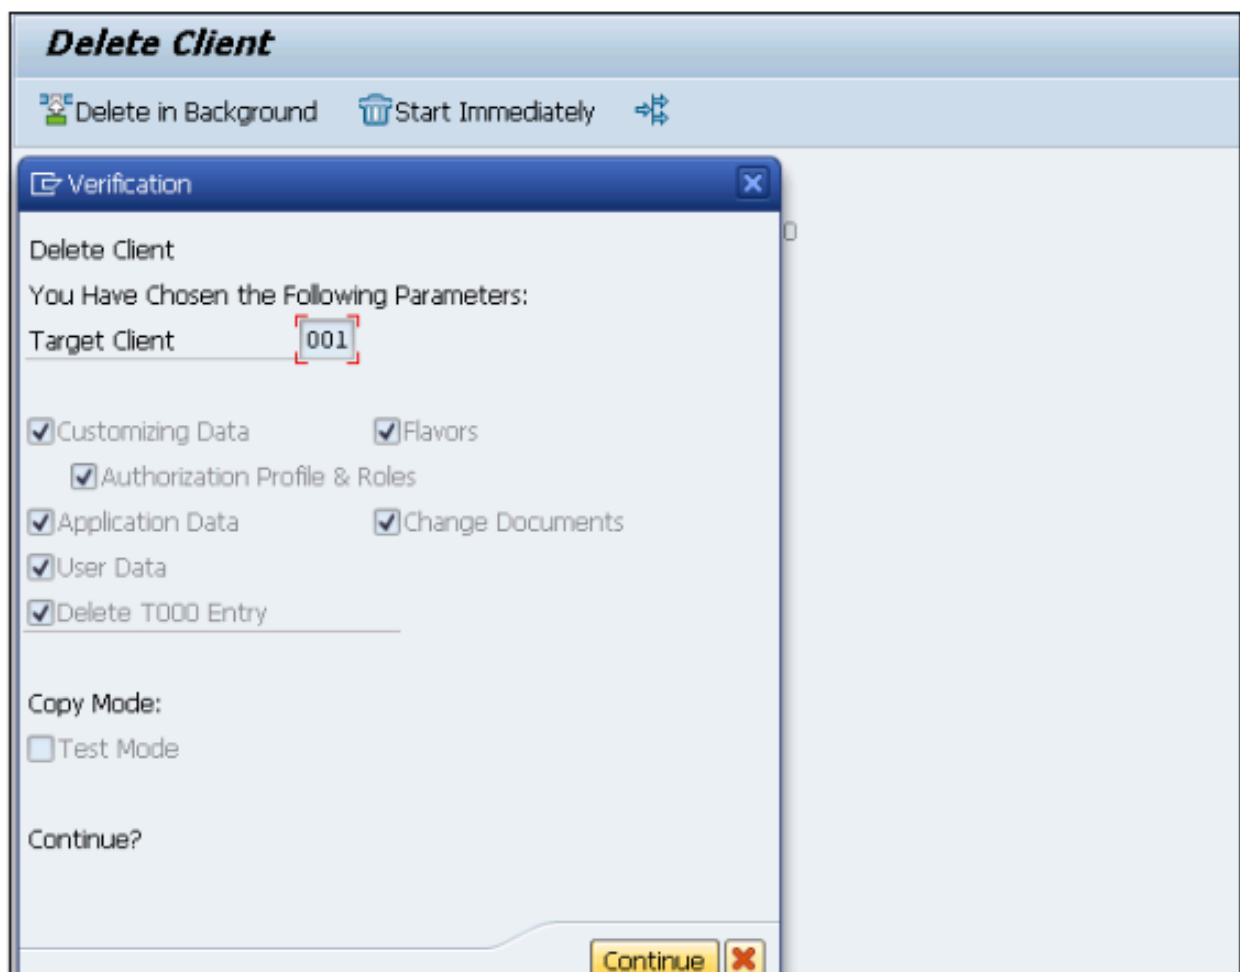 Delete Client
Delete in Background Start Immediately
Verification
Delete Client
You Have Chosen the Following Parameters:
Target Client 001
Customizing Data Flavors
Authorization Profile & Roles
Application Data Change Documents
User Data
Delete T000 Entry
Copy Mode:
Test Mode
Continue?
Continue